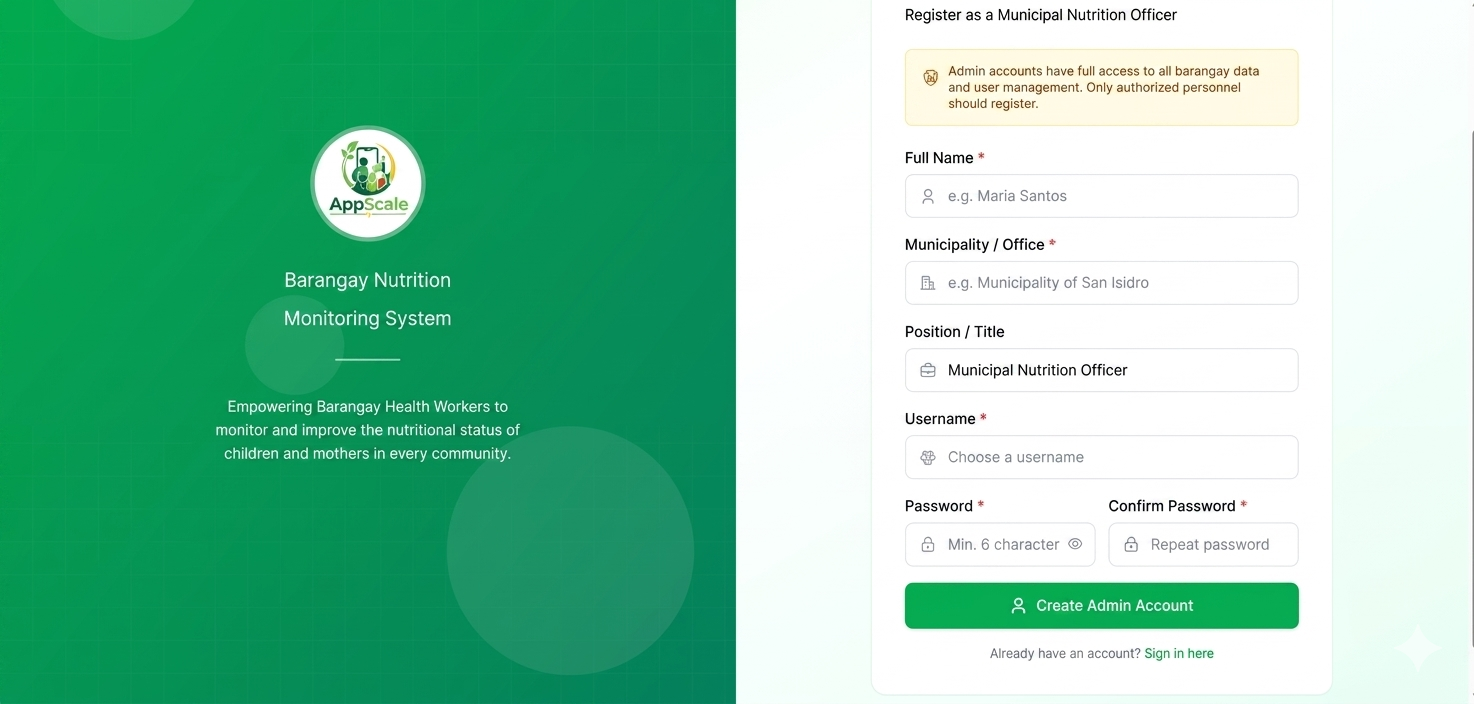 AppScale
Barangay Nutrition
Monitoring System
Empowering Barangay Health Workers to
monitor and improve the nutritional status of
children and mothers in every community.
Register as a Municipal Nutrition Officer
Admin accounts have full access to all barangay data
and user management. Only authorized personnel
should register.
Full Name *
e.g. Maria Santos
Municipality / Office *
e.g. Municipality of San Isidro
Position / Title
Municipal Nutrition Officer
Username *
Choose a username
Password * Confirm Password *
Min. 6 character Repeat password
Create Admin Account
Already have an account? Sign in here